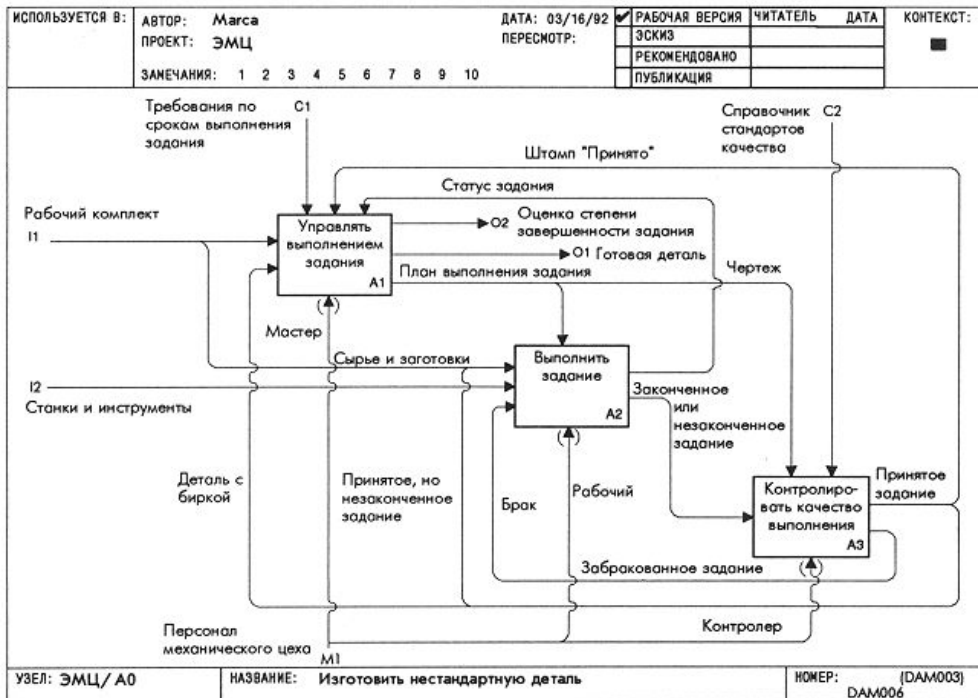 ИСПОЛЬЗУЕТСЯ В:
АВТОР: Marca
ДАТА: 03/16/92
ПРОЕКТ: ЭМЦ
ПЕРЕСМОТР:
ЗАМЕЧАНИЯ: 1 2 3 4 5 6 7 8 9 10
✔ РАБОЧАЯ ВЕРСИЯ
ЭСКИЗ
РЕКОМЕНДОВАНО
ПУБЛИКАЦИЯ
ЧИТАТЕЛЬ ДАТА
КОНТЕКСТ:
Требования по
срокам выполнения
задания
C1
Справочник
стандартов
качества
C2
Штамп "Принято"
Статус задания
Рабочий комплект
I1
Управлять
выполнением
задания
A1
O2
Оценка степени
завершенности задания
O1 Готовая деталь
План выполнения задания
Чертеж
Мастер
Сырье и заготовки
Выполнить
задание
A2
I2
Станки и инструменты
Законченное
или
незаконченное
задание
Деталь с
биркой
Принятое, но
незаконченное
задание
Брак
Рабочий
Контролиро-
вать качество
выполнения
A3
Принятое
задание
Забракованное задание
Персонал
механического цеха
M1
Контролер
УЗЕЛ: ЭМЦ/A0
НАЗВАНИЕ: Изготовить нестандартную деталь
НОМЕР: (DAM003)
DAM006